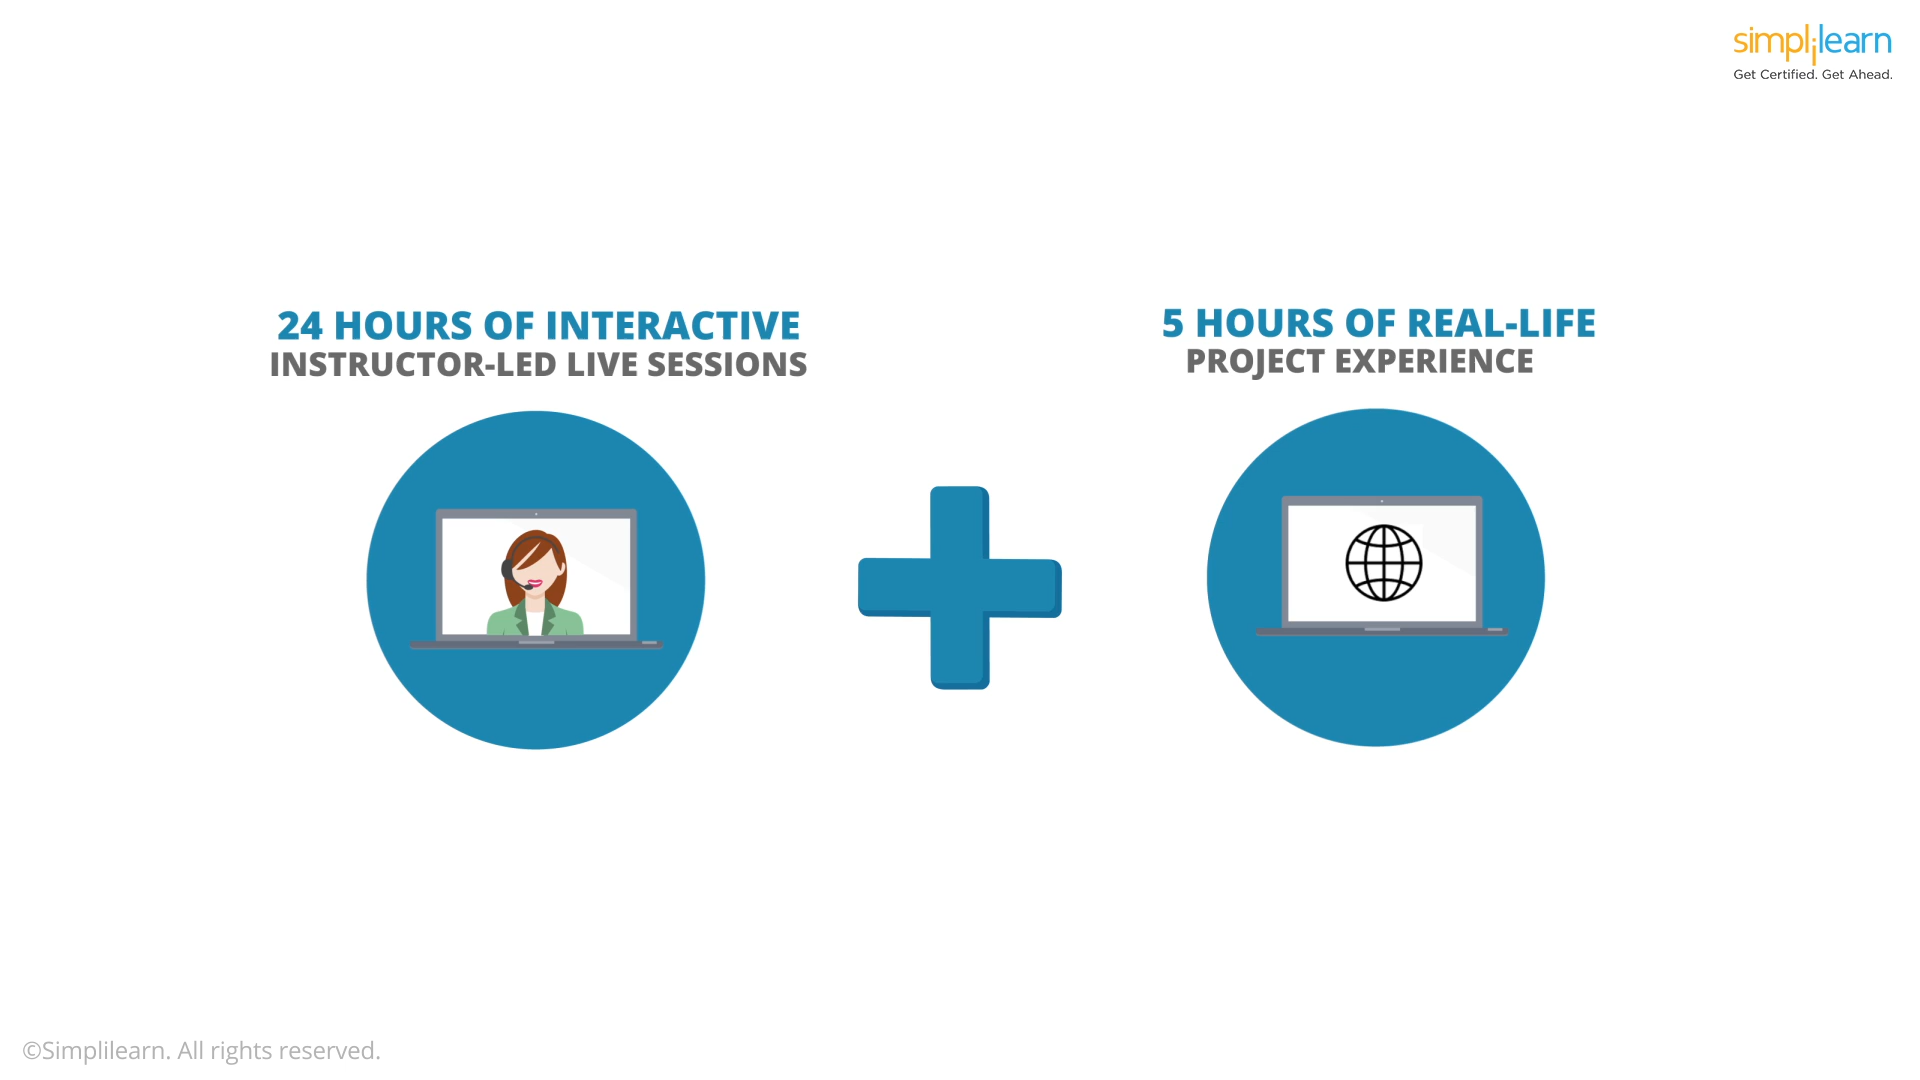 simplilearn
Get Certified. Get Ahead.
24 HOURS OF INTERACTIVE
INSTRUCTOR-LED LIVE SESSIONS
5 HOURS OF REAL-LIFE
PROJECT EXPERIENCE
©Simplilearn. All rights reserved.